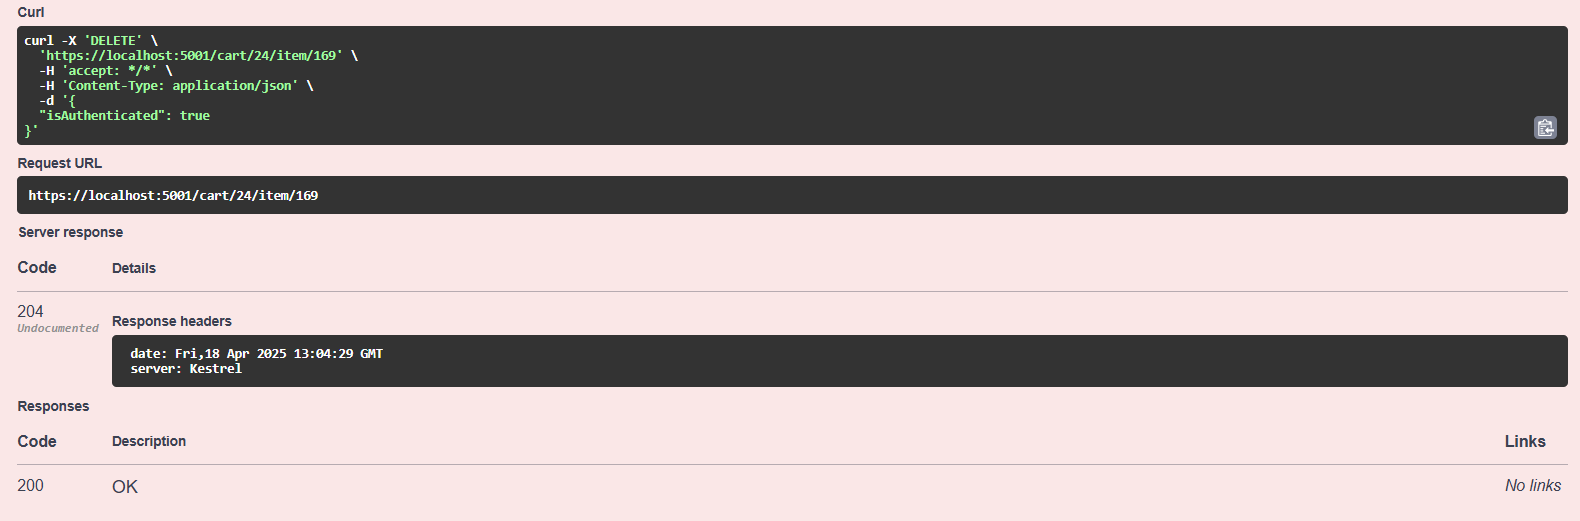 Curl
curl -X 'DELETE' \
'https://localhost:5001/cart/24/item/169' \
-H 'accept: */*' \
-H 'Content-Type: application/json' \
-d '{
"isAuthenticated": true
}'
Request URL
https://localhost:5001/cart/24/item/169
Server response
Code Details
204
Undocumented
Response headers
date: Fri,18 Apr 2025 13:04:29 GMT
server: Kestrel
Responses
Code Description Links
200 OK No links